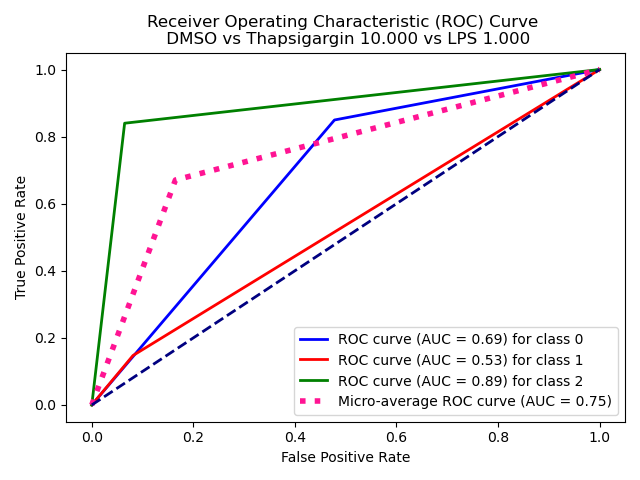 Receiver Operating Characteristic (ROC) Curve
DMSO vs Thapsigargin 10.000 vs LPS 1.000
1.0
0.8
0.6
0.4
0.2
0.0
True Positive Rate
ROC curve (AUC = 0.69) for class 0
ROC curve (AUC = 0.53) for class 1
ROC curve (AUC = 0.89) for class 2
Micro-average ROC curve (AUC = 0.75)
0.0 0.2 0.4 0.6 0.8 1.0
False Positive Rate